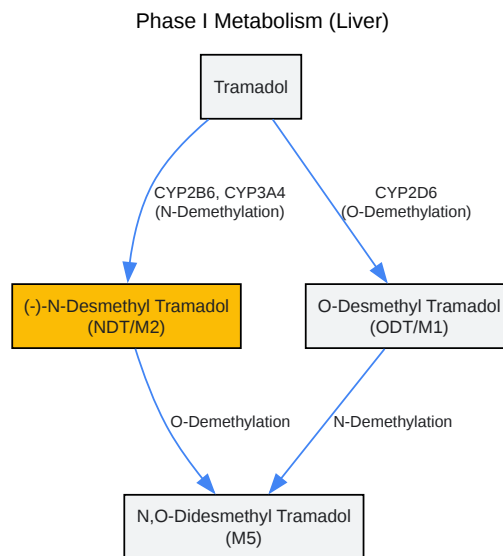 Phase I Metabolism (Liver)
Tramadol
CYP2B6, CYP3A4
(N-Demethylation)
CYP2D6
(O-Demethylation)
(-)-N-Desmethyl Tramadol
(NDT/M2)
O-Desmethyl Tramadol
(ODT/M1)
O-Demethylation
N-Demethylation
N,O-Didesmethyl Tramadol
(M5)